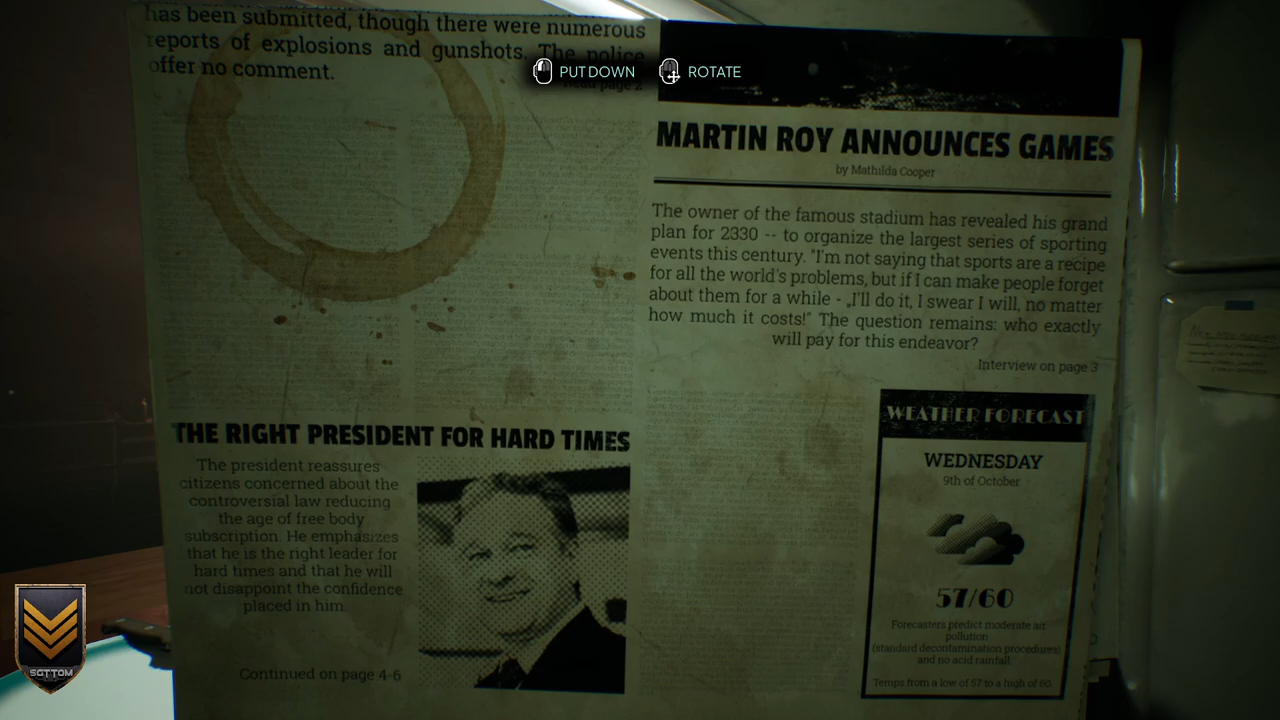 has been submitted, though there were numerous
reports of explosions and gunshots. The police
offer no comment.
Read page 2
PUT DOWN
ROTATE
MARTIN ROY ANNOUNCES GAMES
by Mathilda Cooper
The owner of the famous stadium has revealed his grand
plan for 2330 -- to organize the largest series of sporting
events this century. "I'm not saying that sports are a recipe
for all the world's problems, but if I can make people forget
about them for a while - „I'll do it, I swear I will, no matter
how much it costs!" The question remains: who exactly
will pay for this endeavor?
Interview on page 3
THE RIGHT PRESIDENT FOR HARD TIMES
The president reassures
citizens concerned about the
controversial law reducing
the age of free body
subscription. He emphasizes
that he is the right leader for
hard times and that he will
not disappoint the confidence
placed in him.
Continued on page 4-6
WEATHER FORECAST
WEDNESDAY
9th of October
57/60
Forecasters predict moderate air
pollution
(standard decontamination procedures)
and no acid rainfall.
Temps from a low of 57 to a high of 60.
SGTTOM